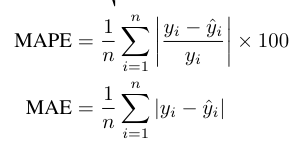 MAPE = \frac{1}{n} \sum_{i=1}^{n} \left| \frac{y_i - \hat{y}_i}{y_i} \right| \times 100
MAE = \frac{1}{n} \sum_{i=1}^{n} |y_i - \hat{y}_i|